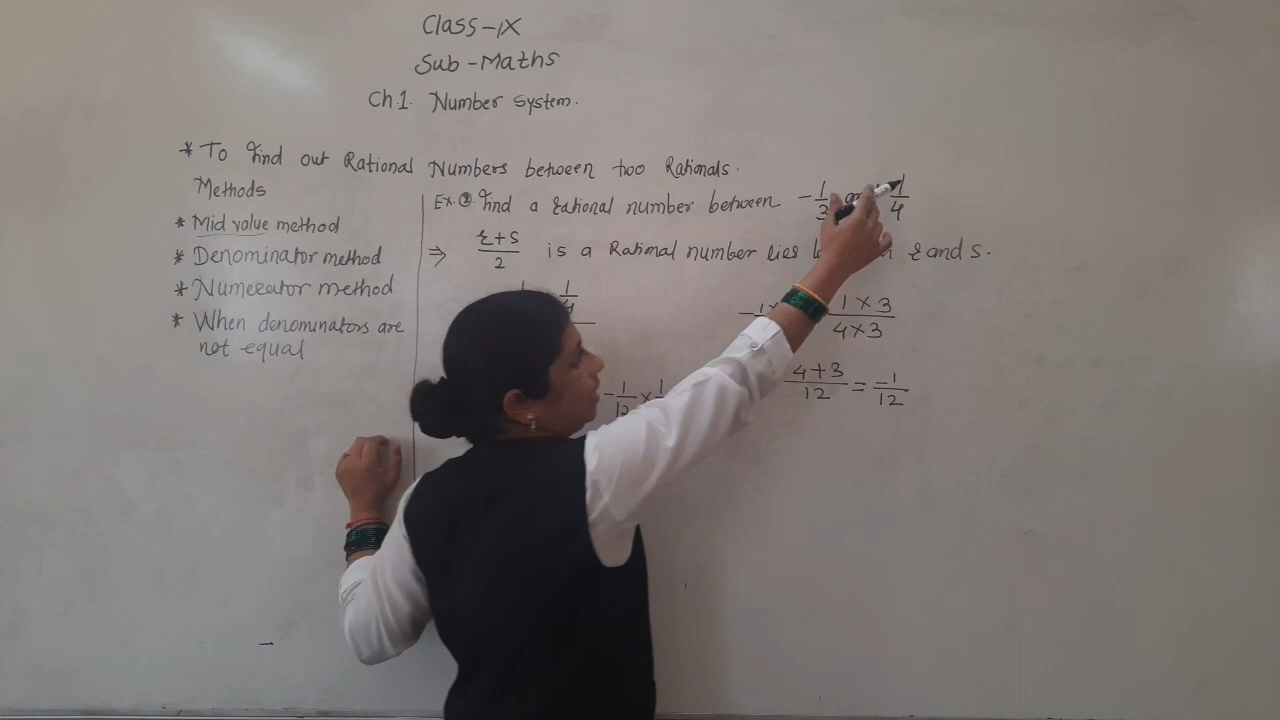 Class-IX
Sub-Maths
Ch.1. Number System.
* To find out Rational Numbers between two Rationals.
Methods
* Mid value method
* Denominator method
* Numerator method
* When denominators are
not equal
Ex. ② find a rational number between -1/3 1/4
⇒ r+s/2 is a Rational number lies r and s.
1 1/4
- 1× 1×3/4×3
4+3/12 = -1/12
-1/12 × 1